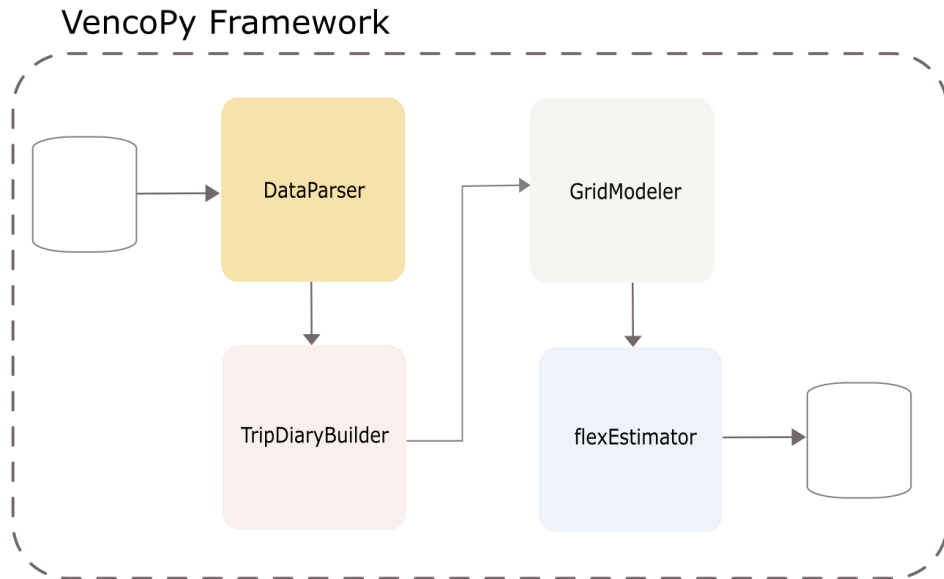 VencoPy Framework
DataParser
TripDiaryBuilder
GridModeler
flexEstimator